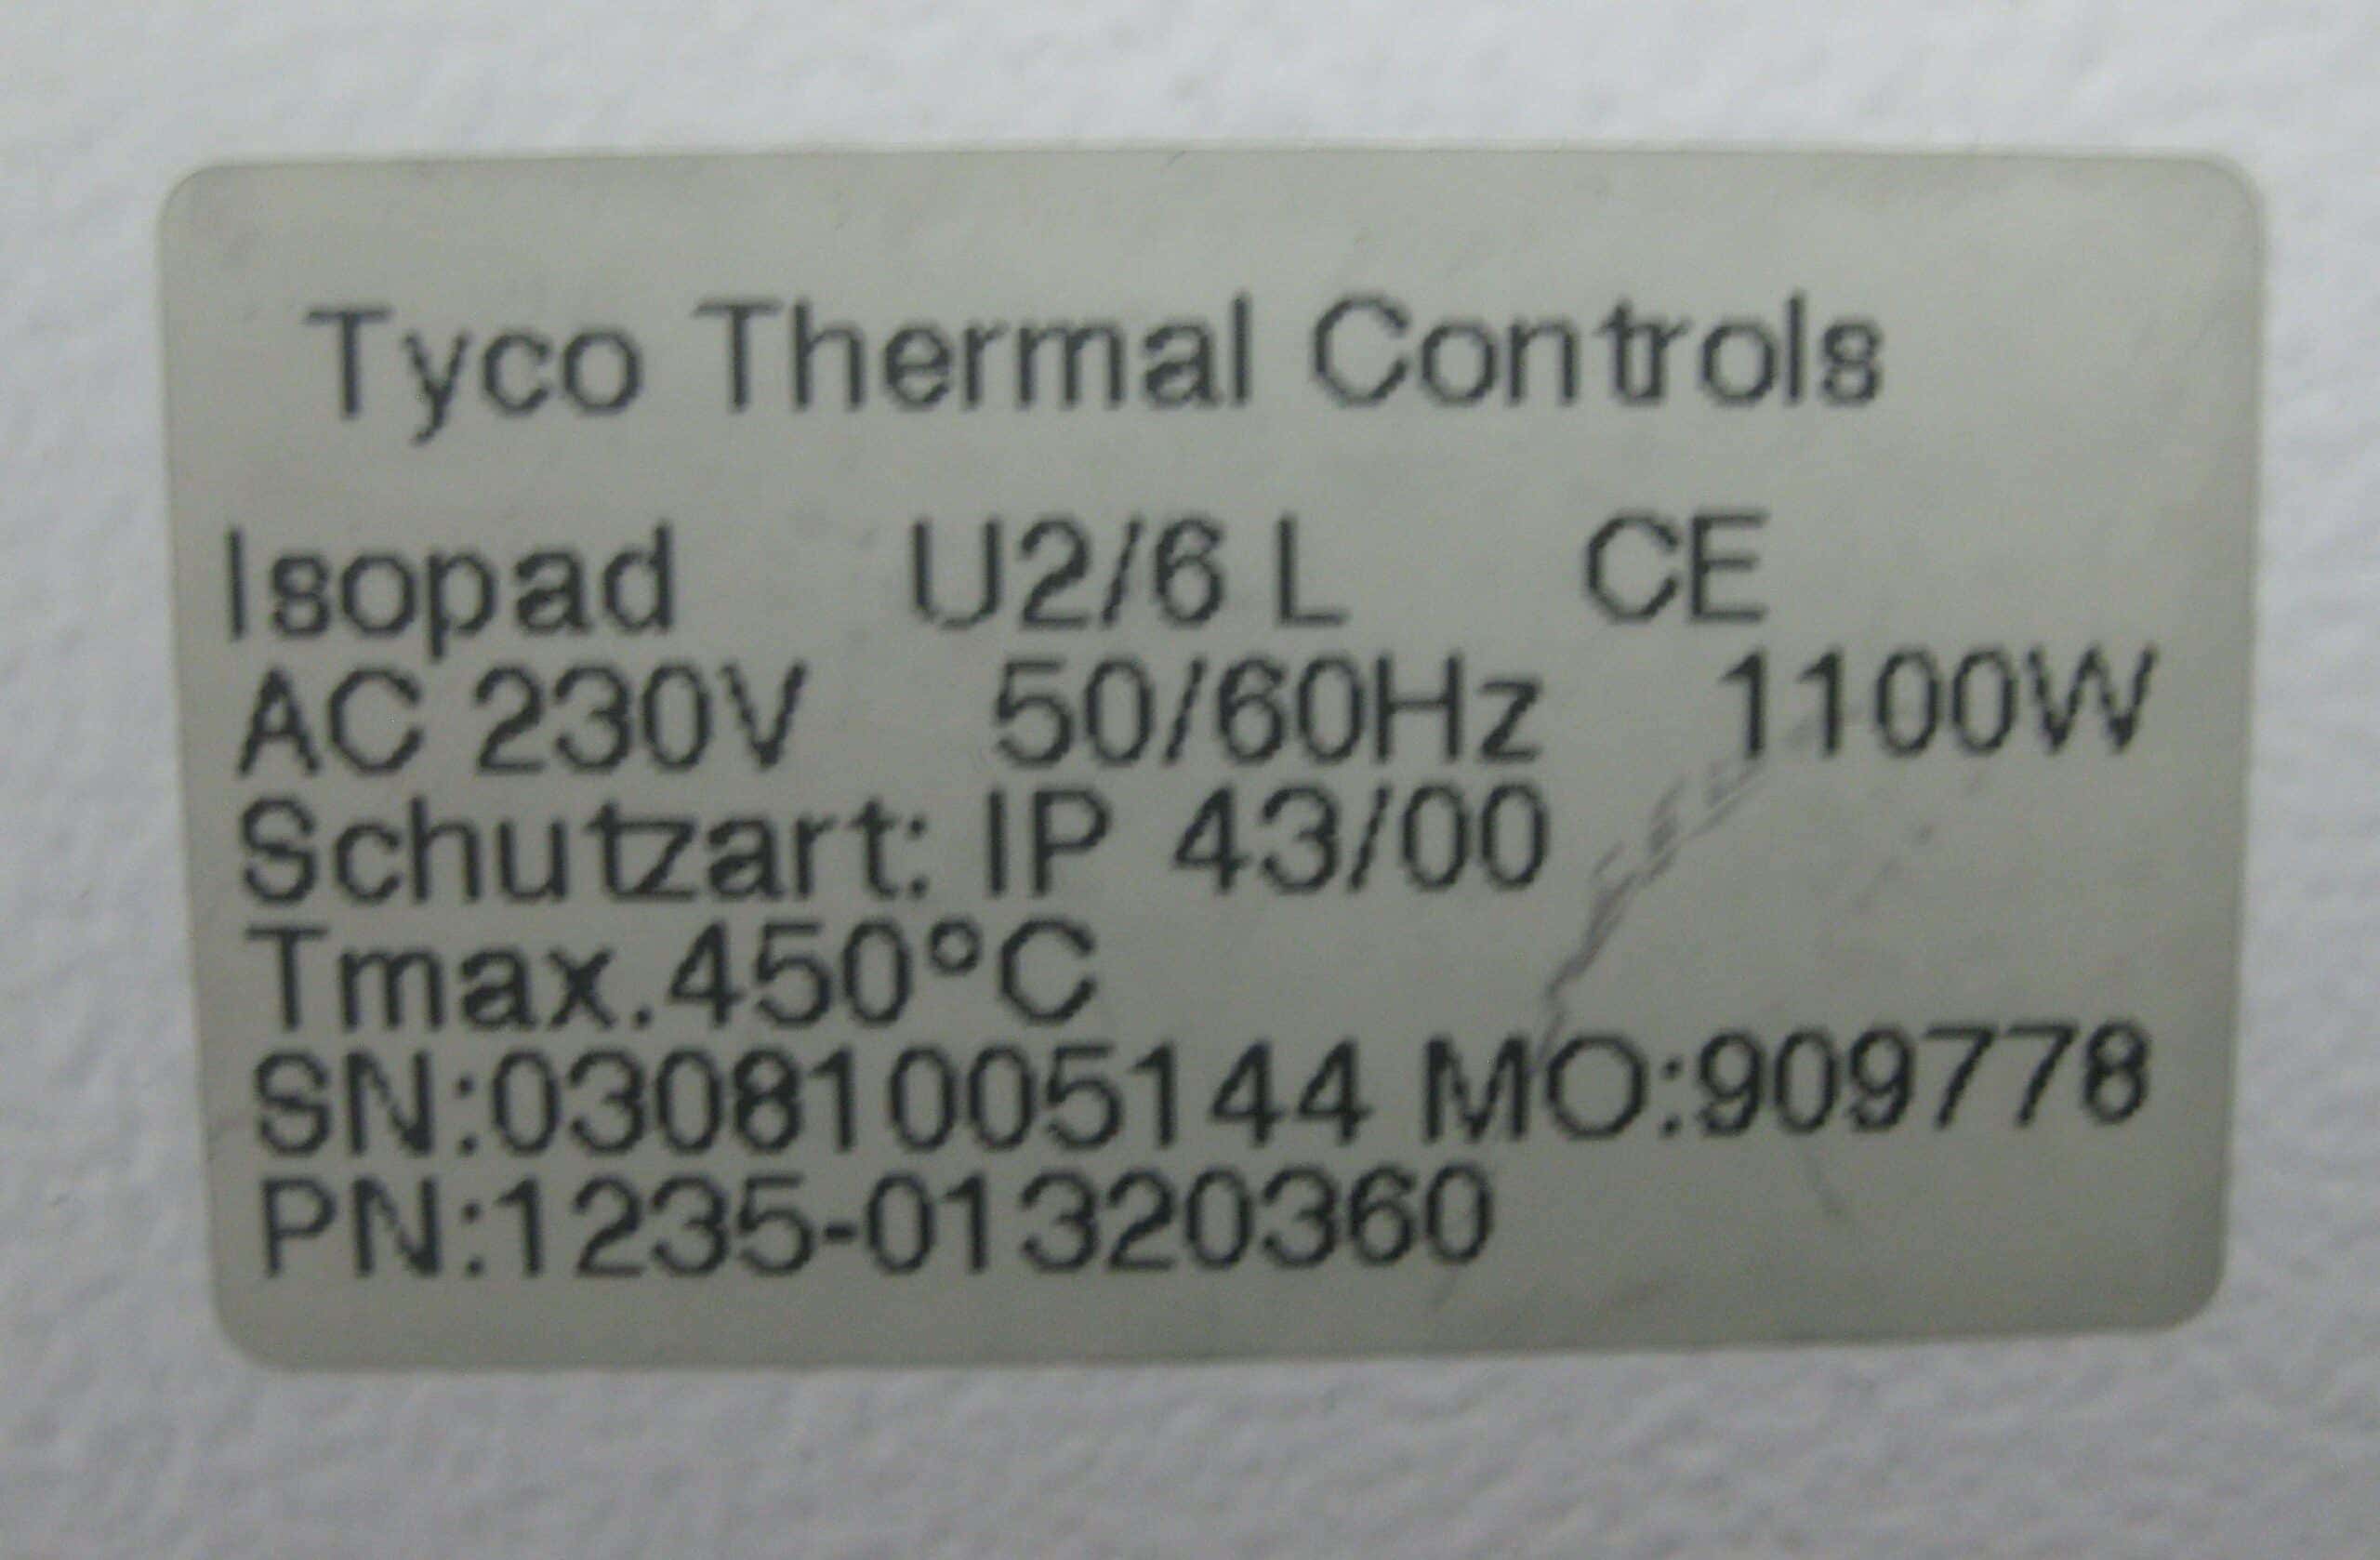 Tyco Thermal Controls
Isopad U2/6 L CE
AC 230V 50/60Hz 1100W
Schutzart: IP 43/00
Tmax.450°C
SN:03081005144 MO:909778
PN:1235-01320360